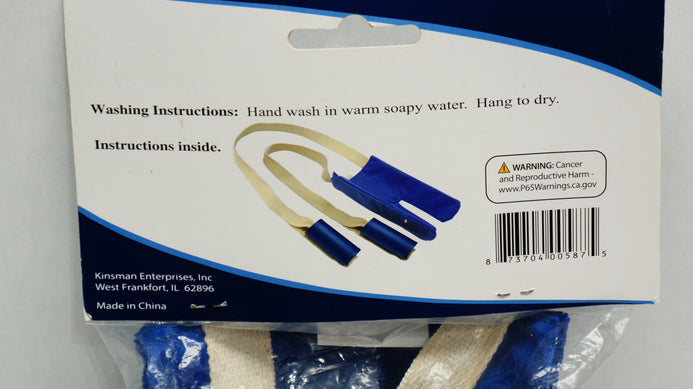 Washing Instructions: Hand wash in warm soapy water. Hang to dry.
Instructions inside.
WARNING: Cancer
and Reproductive Harm -
www.P65Warnings.ca.gov
8 73704 00587 5
Kinsman Enterprises, Inc
West Frankfort, IL 62896
Made in China